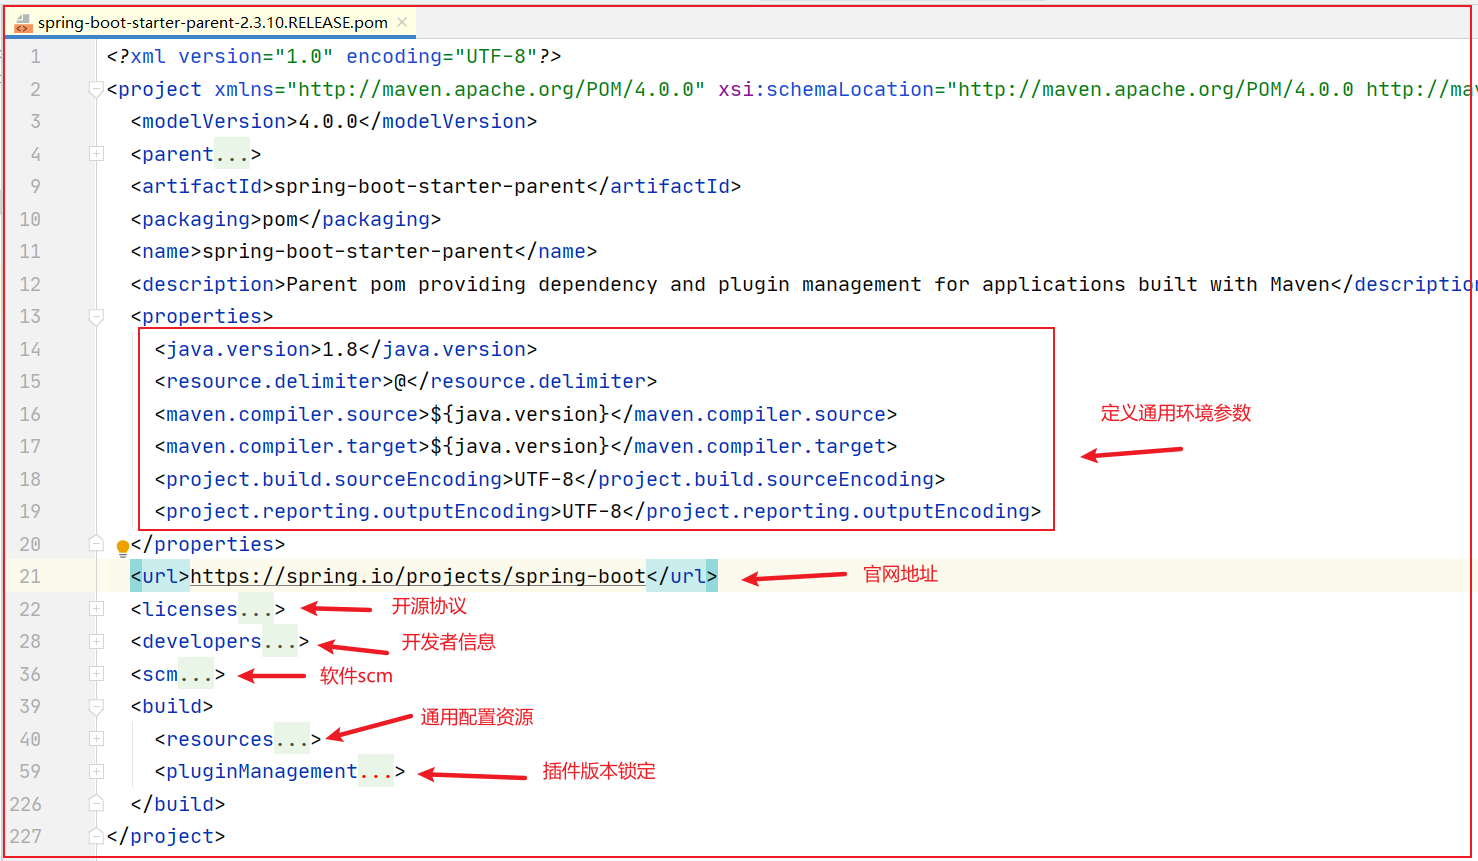 spring-boot-starter-parent-2.3.10.RELEASE.pom
1 <?xml version="1.0" encoding="UTF-8"?>
2 <project xmlns="http://maven.apache.org/POM/4.0.0" xsi:schemaLocation="http://maven.apache.org/POM/4.0.0 http://ma
3 <modelVersion>4.0.0</modelVersion>
4 <parent...>
9 <artifactId>spring-boot-starter-parent</artifactId>
10 <packaging>pom</packaging>
11 <name>spring-boot-starter-parent</name>
12 <description>Parent pom providing dependency and plugin management for applications built with Maven</description
13 <properties>
14 <java.version>1.8</java.version>
15 <resource.delimiter>@</resource.delimiter>
16 <maven.compiler.source>${java.version}</maven.compiler.source> 定义通用环境参数
17 <maven.compiler.target>${java.version}</maven.compiler.target>
18 <project.build.sourceEncoding>UTF-8</project.build.sourceEncoding>
19 <project.reporting.outputEncoding>UTF-8</project.reporting.outputEncoding>
20 </properties>
21 <url>https://spring.io/projects/spring-boot</url> 官网地址
22 <licenses...> 开源协议
28 <developers...> 开发者信息
36 <scm...> 软件scm
39 <build> 通用配置资源
40 <resources...>
59 <pluginManagement...> 插件版本锁定
226 </build>
227 </project>